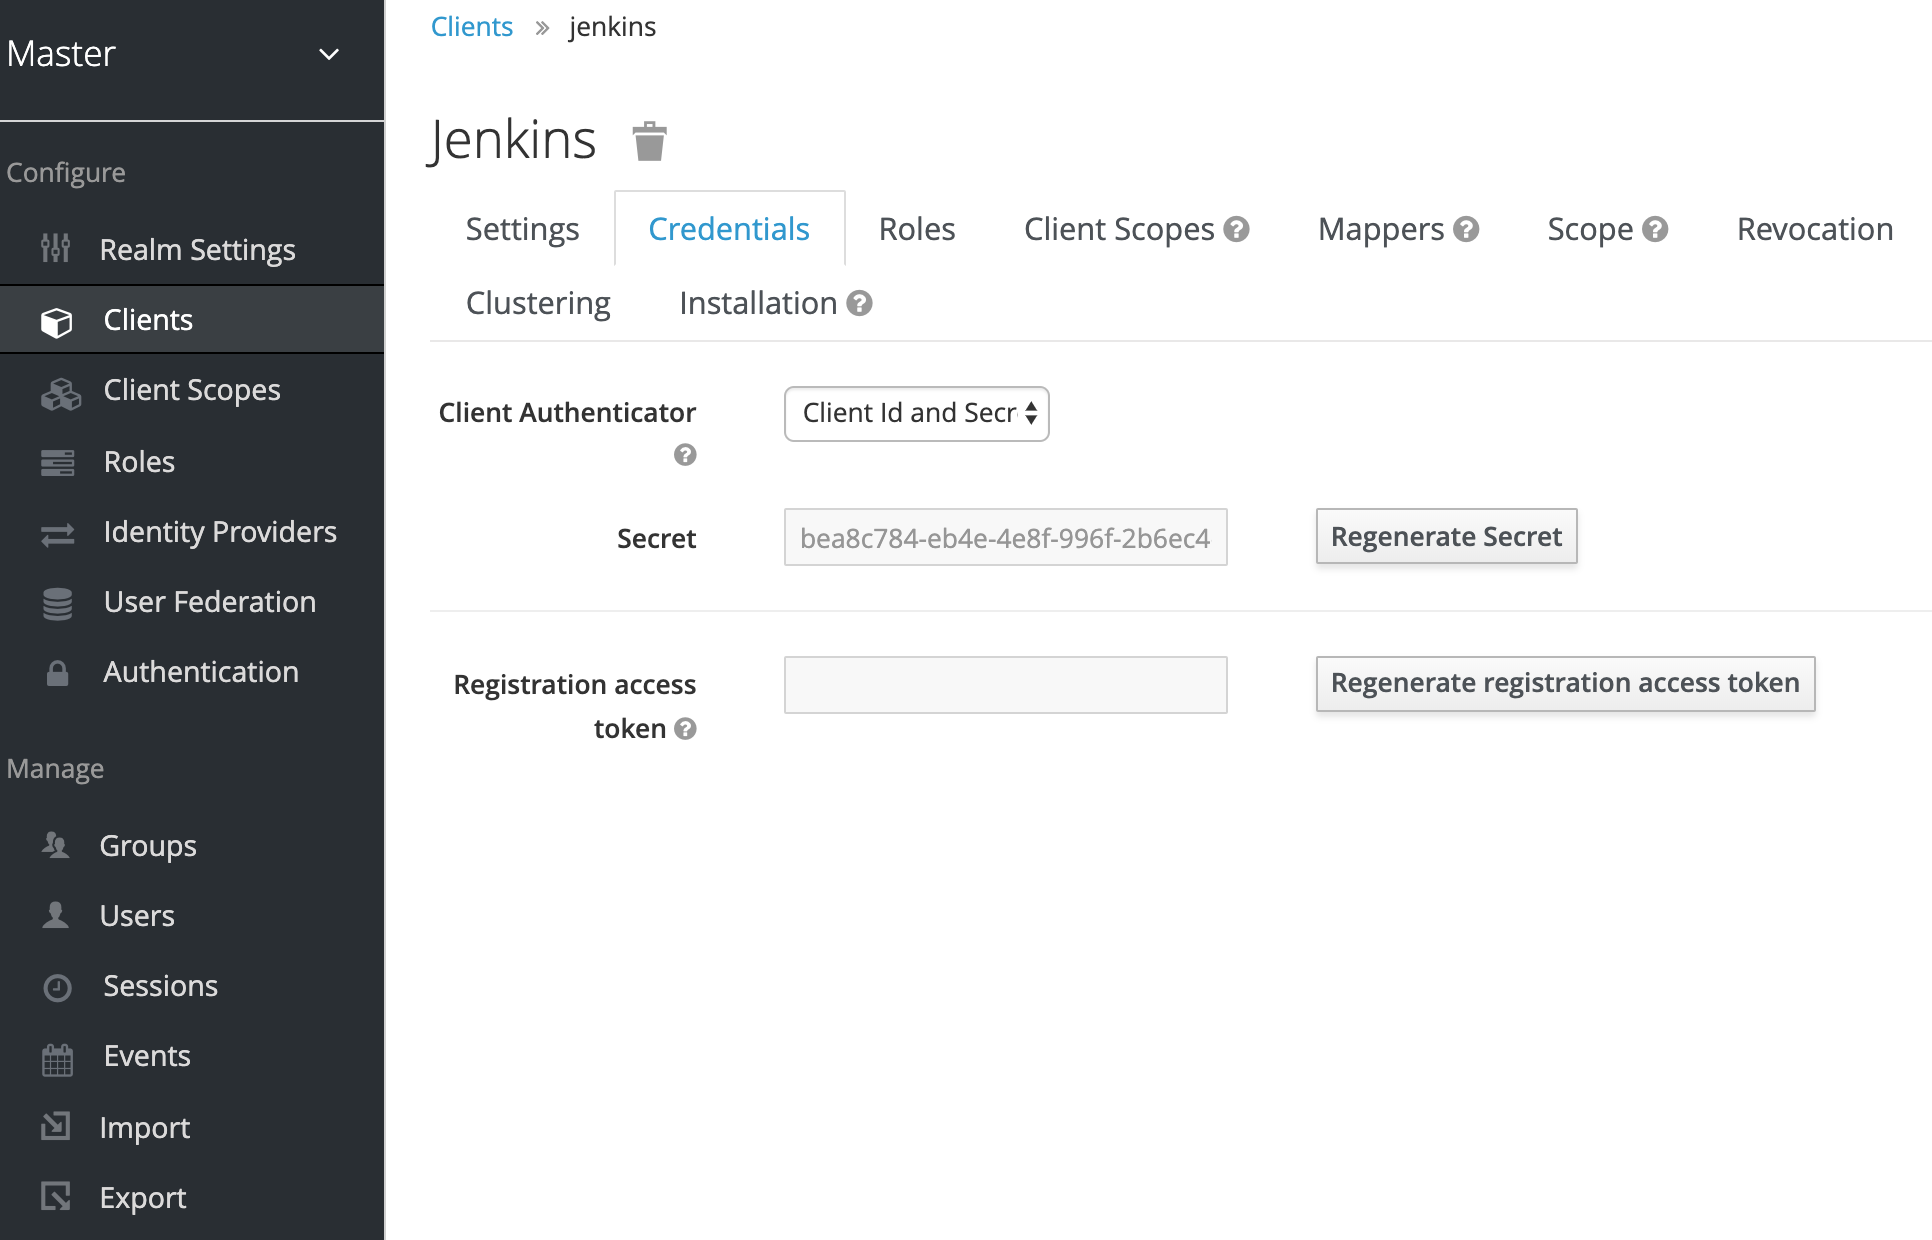 Master
Configure
Realm Settings
Clients
Client Scopes
Roles
Identity Providers
User Federation
Authentication
Manage
Groups
Users
Sessions
Events
Import
Export
Clients » jenkins
Jenkins
Settings Credentials Roles Client Scopes ? Mappers ? Scope ? Revocation
Clustering Installation ?
Client Authenticator Client Id and Secr
?
Secret bea8c784-eb4e-4e8f-996f-2b6ec4 Regenerate Secret
Registration access Regenerate registration access token
token ?